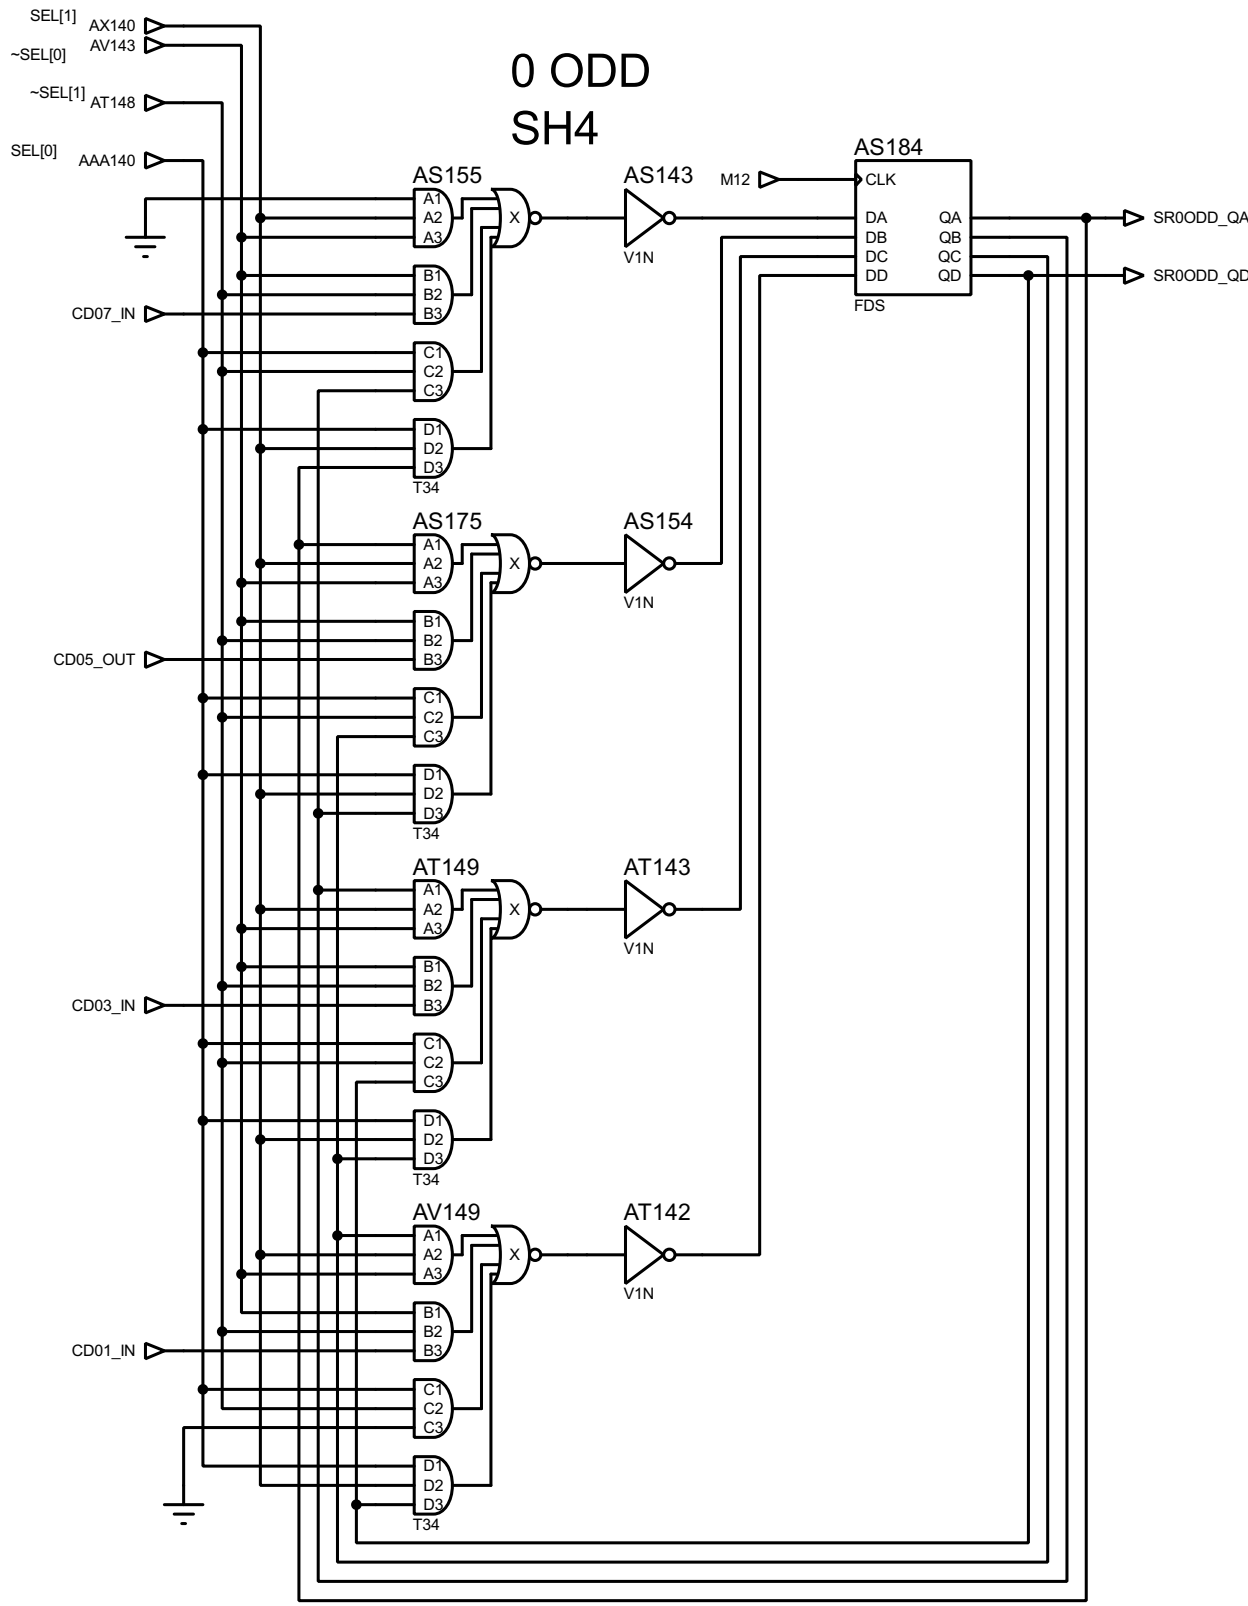 SEL[1] AX140
~SEL[0] AV143
~SEL[1] AT148
SEL[0] AAA140
0 ODD
SH4
AS155
A1
A2
A3
X
B1
B2
B3
CD07_IN
C1
C2
C3
D1
D2
D3
T34
AS143
V1N
M12
AS184
CLK
DA QA
DB QB
DC QC
DD QD
FDS
SR0ODD_QA
SR0ODD_QD
AS175
A1
A2
A3
X
B1
B2
B3
CD05_OUT
C1
C2
C3
D1
D2
D3
T34
AS154
V1N
AT149
A1
A2
A3
X
B1
B2
B3
CD03_IN
C1
C2
C3
D1
D2
D3
T34
AT143
V1N
AV149
A1
A2
A3
X
B1
B2
B3
CD01_IN
C1
C2
C3
D1
D2
D3
T34
AT142
V1N